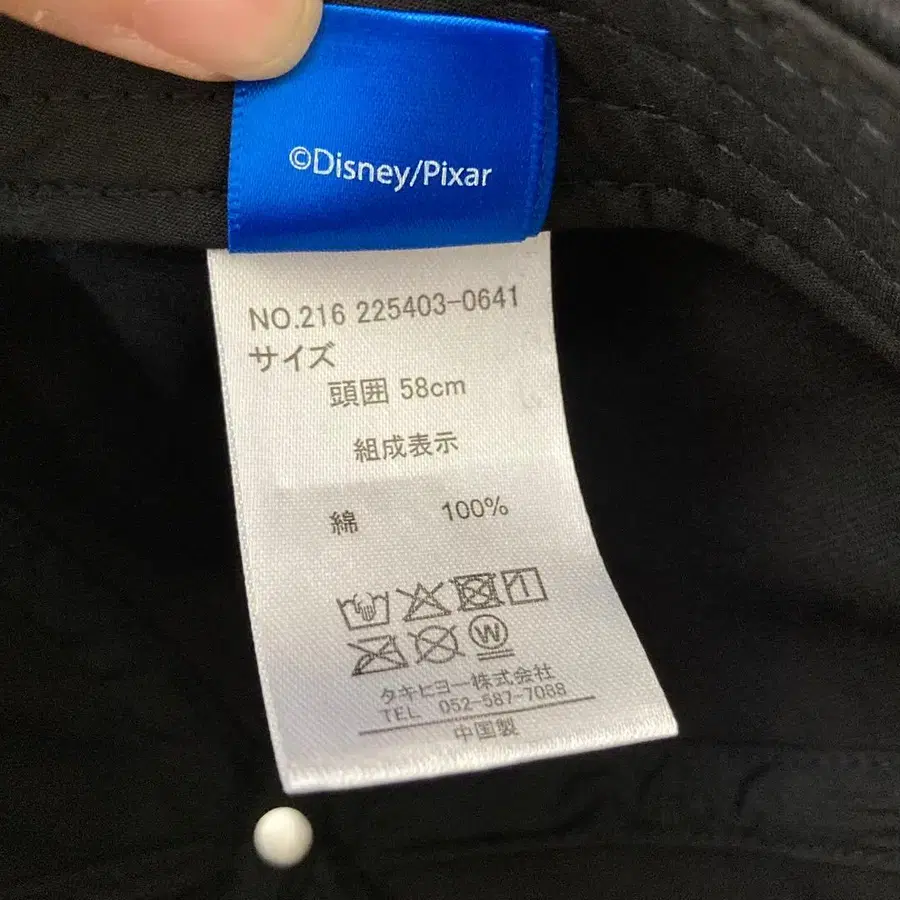 ©Disney/Pixar
NO.216 225403-0641
サイズ
頭囲 58cm
組成表示
綿 100%
W
タキヒヨー株式会社
TEL 052-587-7088
中国製